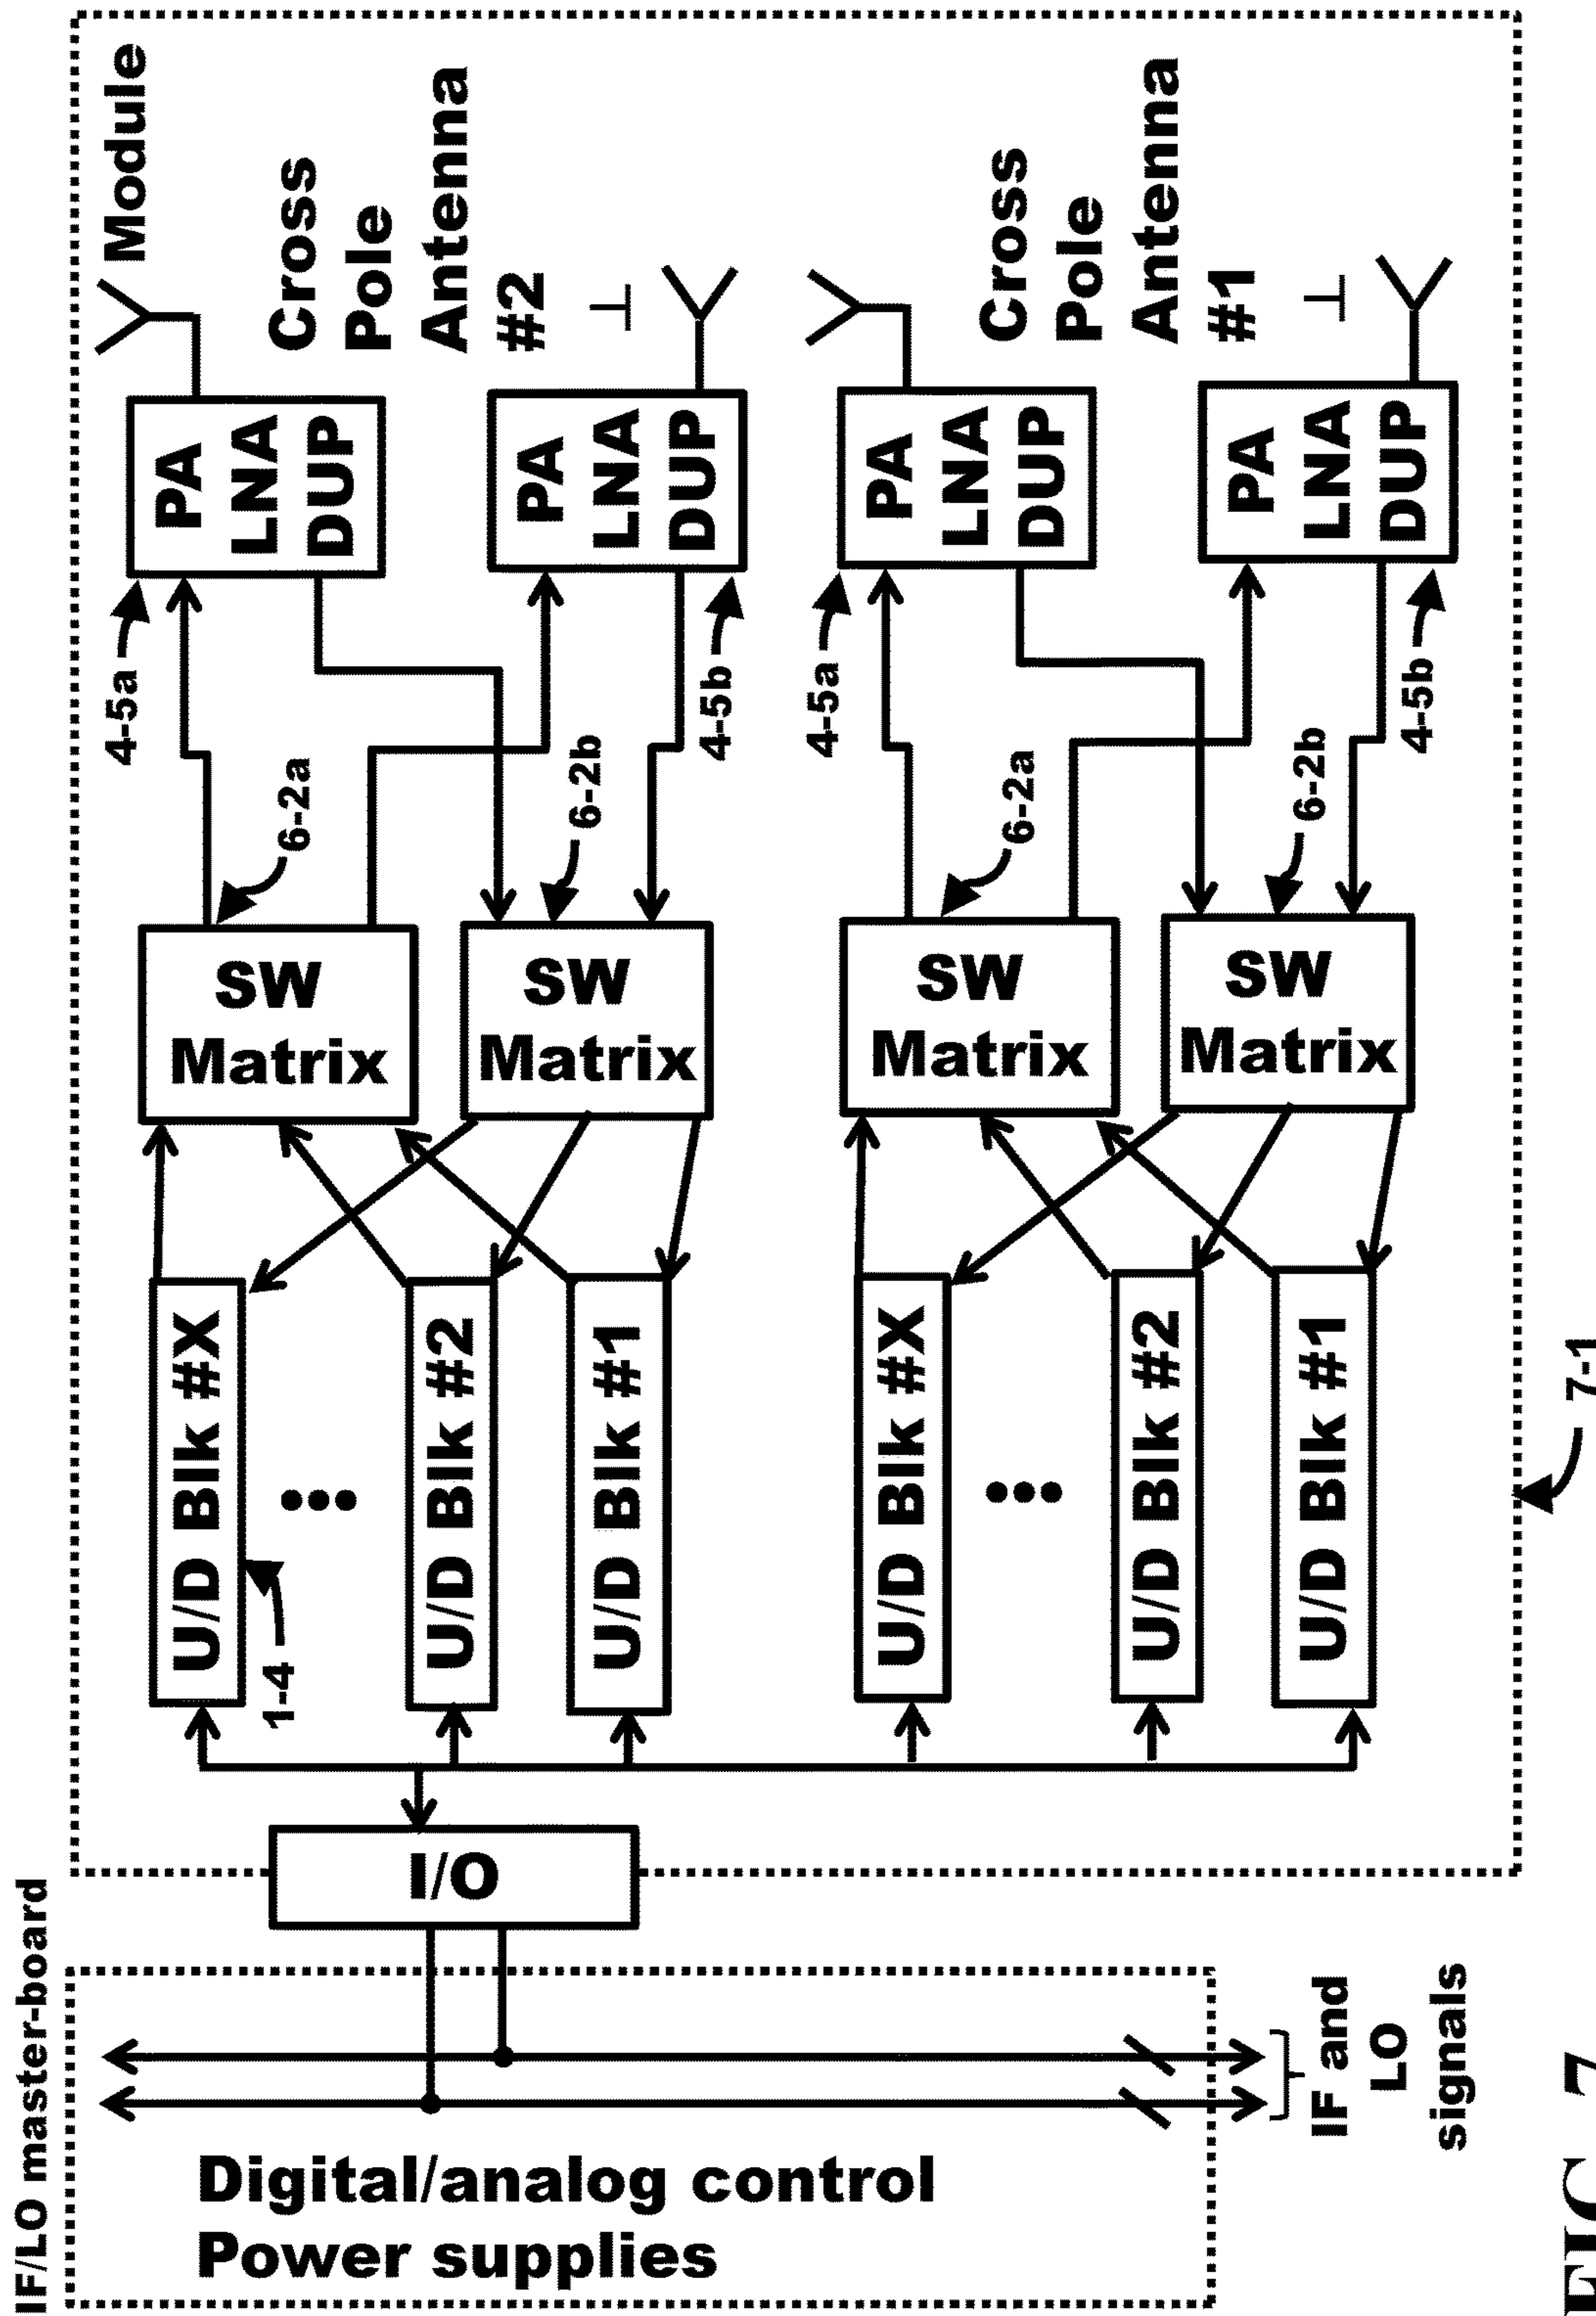 IF/LO master-board
Digital/analog control
Power supplies
IF and
LO
signals
I/O
Module
U/D Blk #X
1-4
U/D Blk #2
U/D Blk #1
SW
Matrix
6-2a
SW
Matrix
6-2b
4-5a
PA
LNA
DUP
PA
LNA
DUP
4-5b
Cross
Pole
Antenna
#2
U/D Blk #X
U/D Blk #2
U/D Blk #1
SW
Matrix
6-2a
SW
Matrix
6-2b
4-5a
PA
LNA
DUP
PA
LNA
DUP
4-5b
Cross
Pole
Antenna
#1
7-1
FIG. 7